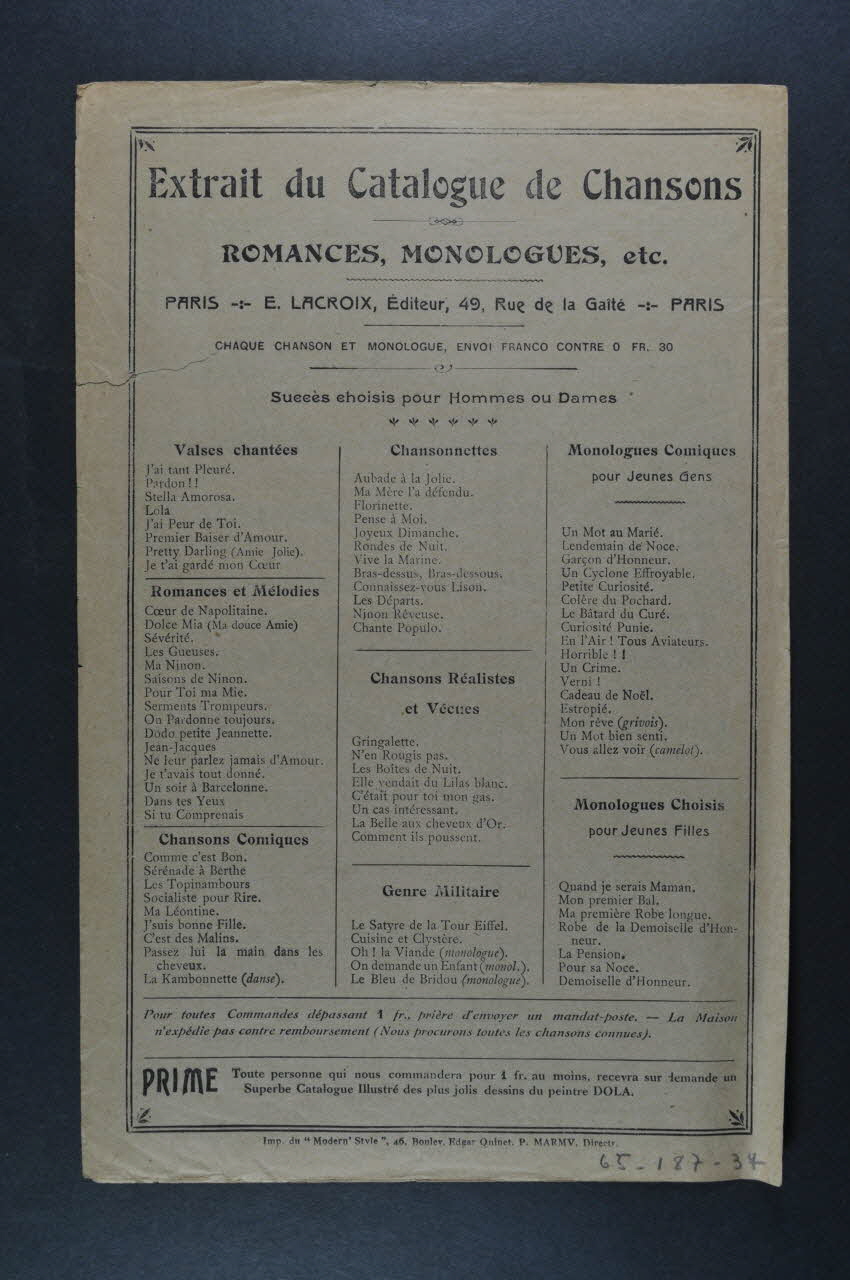 Extrait du Catalogue de Chansons
ROMANCES, MONOLOGUES, etc.
PARIS -:- E. LACROIX, Éditeur, 49, Rue de la Gaîté -:- PARIS
CHAQUE CHANSON ET MONOLOGUE, ENVOI FRANCO CONTRE 0 FR. 30
Succès choisis pour Hommes ou Dames
Valses chantées
J'ai tant Pleuré.
Pardon !!
Stella Amorosa.
Lola
J'ai Peur de Toi.
Premier Baiser d'Amour.
Pretty Darling (Amie Jolie).
Je t'ai gardé mon Cœur
Romances et Mélodies
Cœur de Napolitaine.
Dolce Mia (Ma douce Amie)
Sévérité.
Les Gueuses.
Ma Ninon.
Saisons de Ninon.
Pour Toi ma Mie.
Serments Trompeurs.
On Pardonne toujours.
Dodo petite Jeannette.
Jean-Jacques
Ne leur parlez jamais d'Amour.
Je t'avais tout donné.
Un soir à Barcelonne.
Dans tes Yeux
Si tu Comprenais
Chansons Comiques
Comme c'est Bon.
Sérénade à Berthe
Les Topinambours
Socialiste pour Rire.
Ma Léontine.
J'suis bonne Fille.
C'est des Malins.
Passez lui la main dans les
cheveux.
La Kambonnette (danse).
Chansonnettes
Aubade à la Jolie.
Ma Mère l'a défendu.
Florinette.
Pense à Moi.
Joyeux Dimanche.
Rondes de Nuit.
Vive la Marine.
Bras-dessus, Bras-dessous.
Connaissez-vous Lison.
Les Départs.
Ninon Rêveuse.
Chante Populo.
Chansons Réalistes
et Vécues
Gringalette.
N'en Rougis pas.
Les Boîtes de Nuit.
Elle vendait du Lilas blanc.
C'était pour toi mon gas.
Un cas intéressant.
La Belle aux cheveux d'Or.
Comment ils poussent.
Genre Militaire
Le Satyre de la Tour Eiffel.
Cuisine et Clystère.
Oh ! la Viande (monologue).
On demande un Enfant (monol.).
Le Bleu de Bridou (monologue).
Monologues Comiques
pour Jeunes Gens
Un Mot au Marié.
Lendemain de Noce.
Garçon d'Honneur.
Un Cyclone Effroyable.
Petite Curiosité.
Colère du Pochard.
Le Bâtard du Curé.
Curiosité Punie.
En l'Air ! Tous Aviateurs.
Horrible ! !
Un Crime.
Verni !
Cadeau de Noël.
Estropié.
Mon rêve (grivois).
Un Mot bien senti.
Vous allez voir (camelot).
Monologues Choisis
pour Jeunes Filles
Quand je serais Maman.
Mon premier Bal.
Ma première Robe longue.
Robe de la Demoiselle d'Hon-
neur.
La Pension.
Pour sa Noce.
Demoiselle d'Honneur.
Pour toutes Commandes dépassant 1 fr., prière d'envoyer un mandat-poste. — La Maison
n'expédie pas contre remboursement (Nous procurons toutes les chansons connues).
PRIME Toute personne qui nous commandera pour 1 fr. au moins, recevra sur demande un
Superbe Catalogue Illustré des plus jolis dessins du peintre DOLA.
Imp. du " Modern' Style ", 46, Boulev. Edgar Quinet. P. MARMV, Directr.
65-187-34